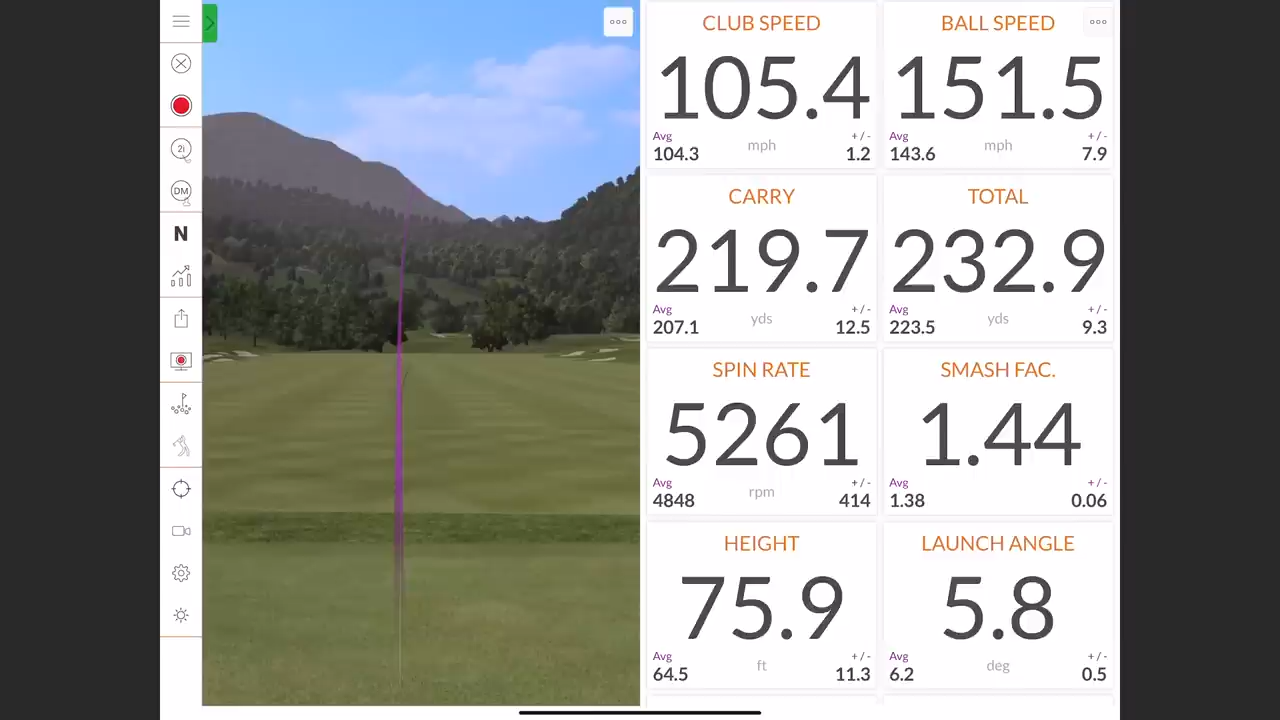 2i
DM
N
CLUB SPEED
105.4
Avg
104.3
mph
+ / -
1.2
BALL SPEED
151.5
Avg
143.6
mph
+ / -
7.9
CARRY
219.7
Avg
207.1
yds
+ / -
12.5
TOTAL
232.9
Avg
223.5
yds
+ / -
9.3
SPIN RATE
5261
Avg
4848
rpm
+ / -
414
SMASH FAC.
1.44
Avg
1.38
+ / -
0.06
HEIGHT
75.9
Avg
64.5
ft
+ / -
11.3
LAUNCH ANGLE
5.8
Avg
6.2
deg
+ / -
0.5